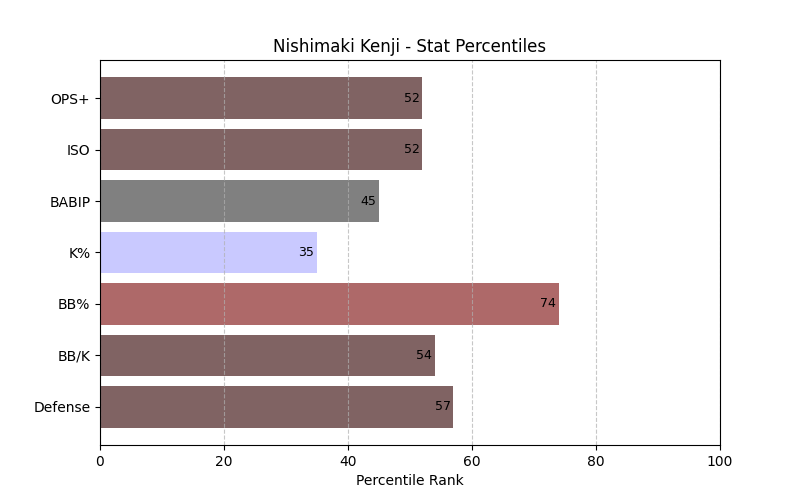 Nishimaki Kenji - Stat Percentiles
OPS+ 52
ISO 52
BABIP 45
K% 35
BB% 74
BB/K 54
Defense 57
0 20 40 60 80 100
Percentile Rank